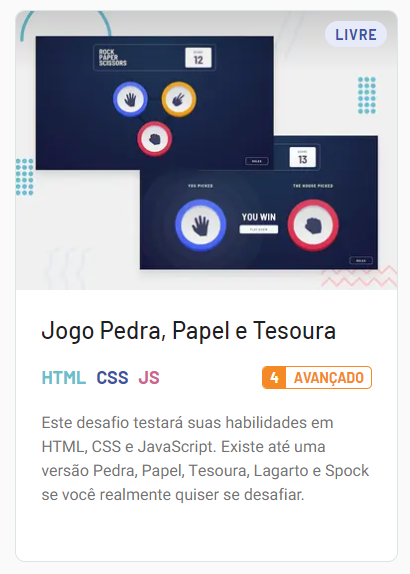 LIVRE
ROCK
PAPER
SCISSORS
SCORE
12
RULES
SCORE
13
YOU PICKED
THE HOUSE PICKED
YOU WIN
PLAY AGAIN
RULES
Jogo Pedra, Papel e Tesoura
HTML CSS JS
4 AVANÇADO
Este desafio testará suas habilidades em
HTML, CSS e JavaScript. Existe até uma
versão Pedra, Papel, Tesoura, Lagarto e Spock
se você realmente quiser se desafiar.